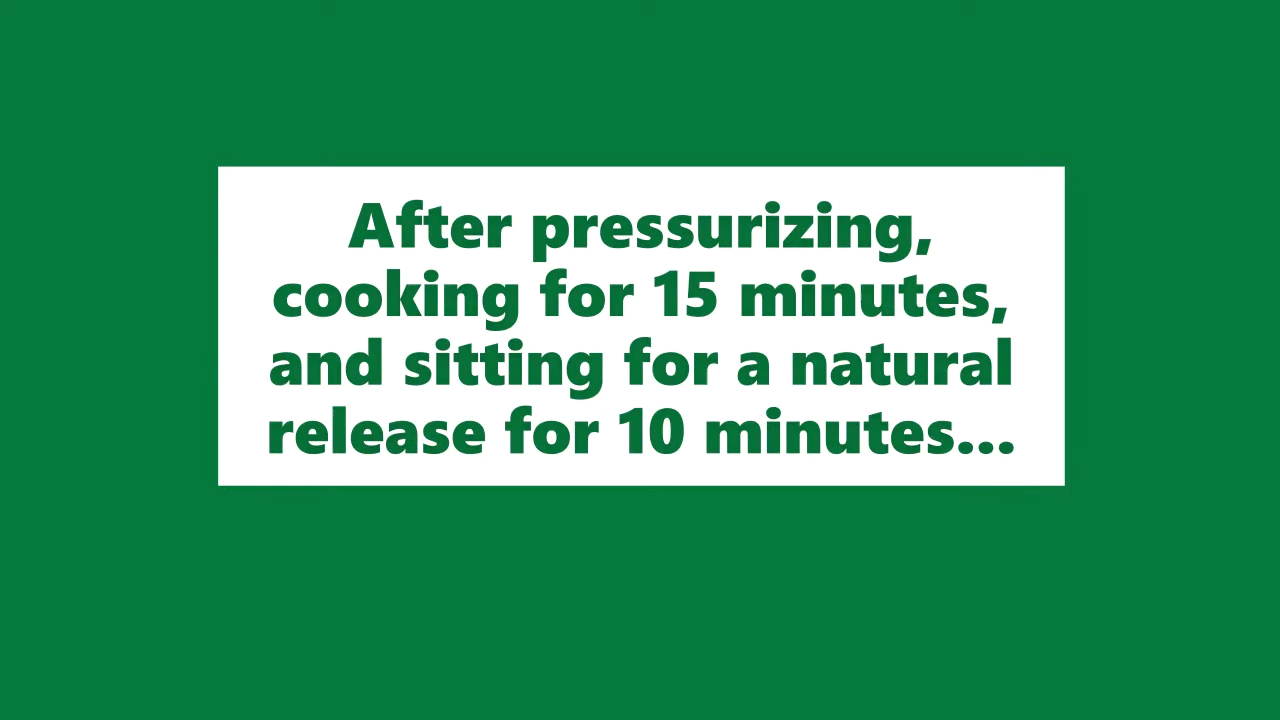 After pressurizing,
cooking for 15 minutes,
and sitting for a natural
release for 10 minutes...